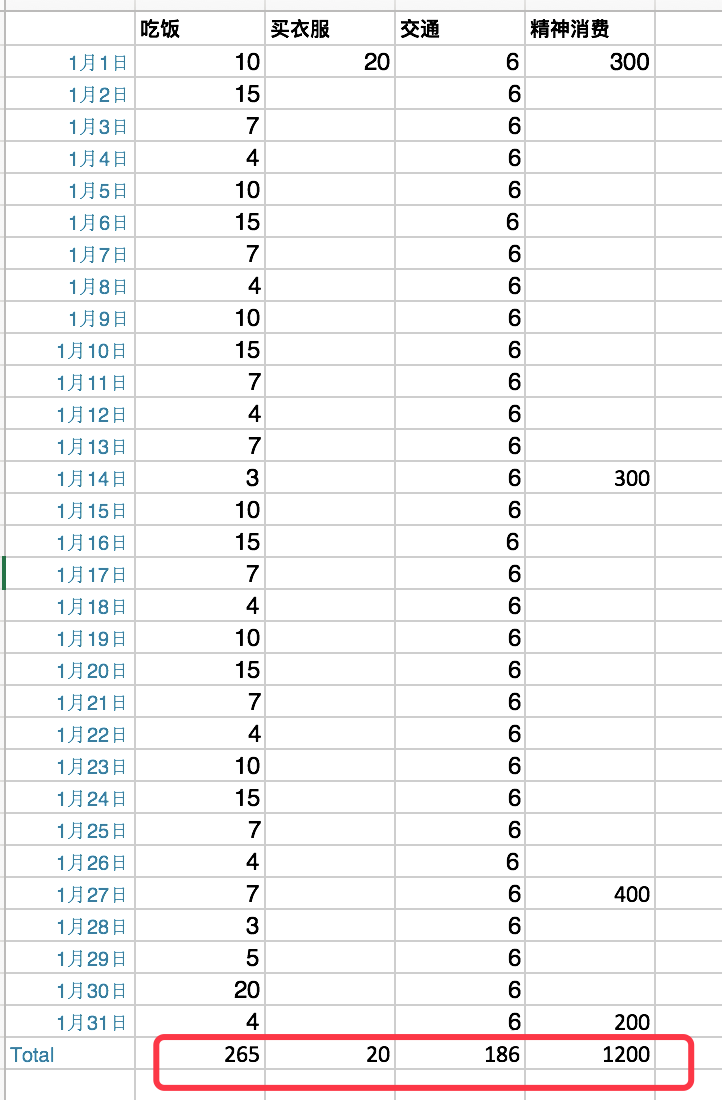 吃饭 买衣服 交通 精神消费
1月1日 10 20 6 300
1月2日 15 6
1月3日 7 6
1月4日 4 6
1月5日 10 6
1月6日 15 6
1月7日 7 6
1月8日 4 6
1月9日 10 6
1月10日 15 6
1月11日 7 6
1月12日 4 6
1月13日 7 6
1月14日 3 6 300
1月15日 10 6
1月16日 15 6
1月17日 7 6
1月18日 4 6
1月19日 10 6
1月20日 15 6
1月21日 7 6
1月22日 4 6
1月23日 10 6
1月24日 15 6
1月25日 7 6
1月26日 4 6
1月27日 7 6 400
1月28日 3 6
1月29日 5 6
1月30日 20 6
1月31日 4 6 200
Total 265 20 186 1200